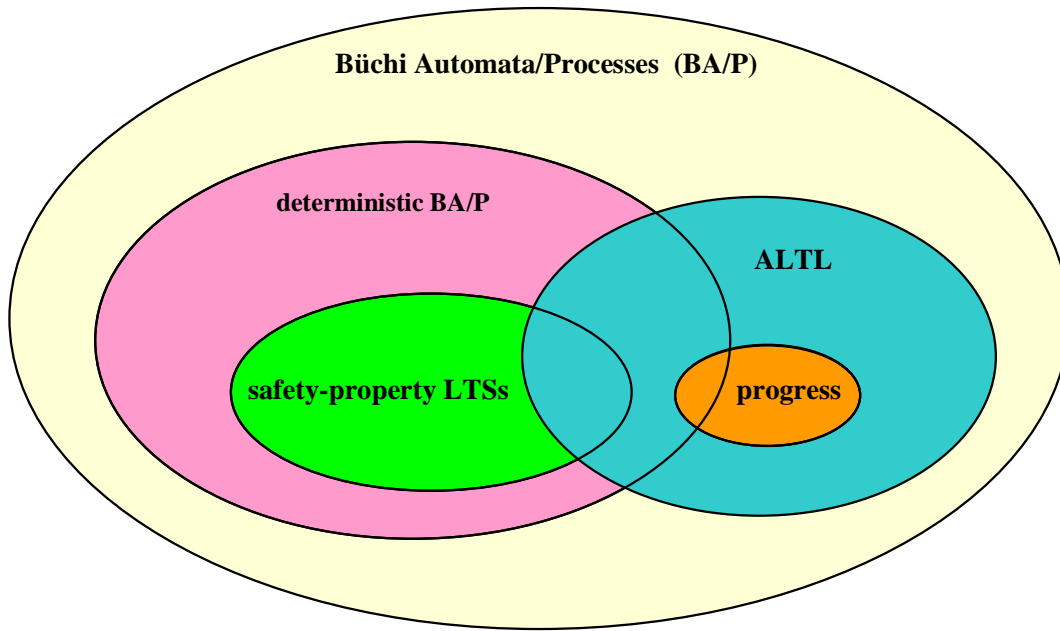 Büchi Automata/Processes (BA/P)
deterministic BA/P
ALTL
safety-property LTSs
progress